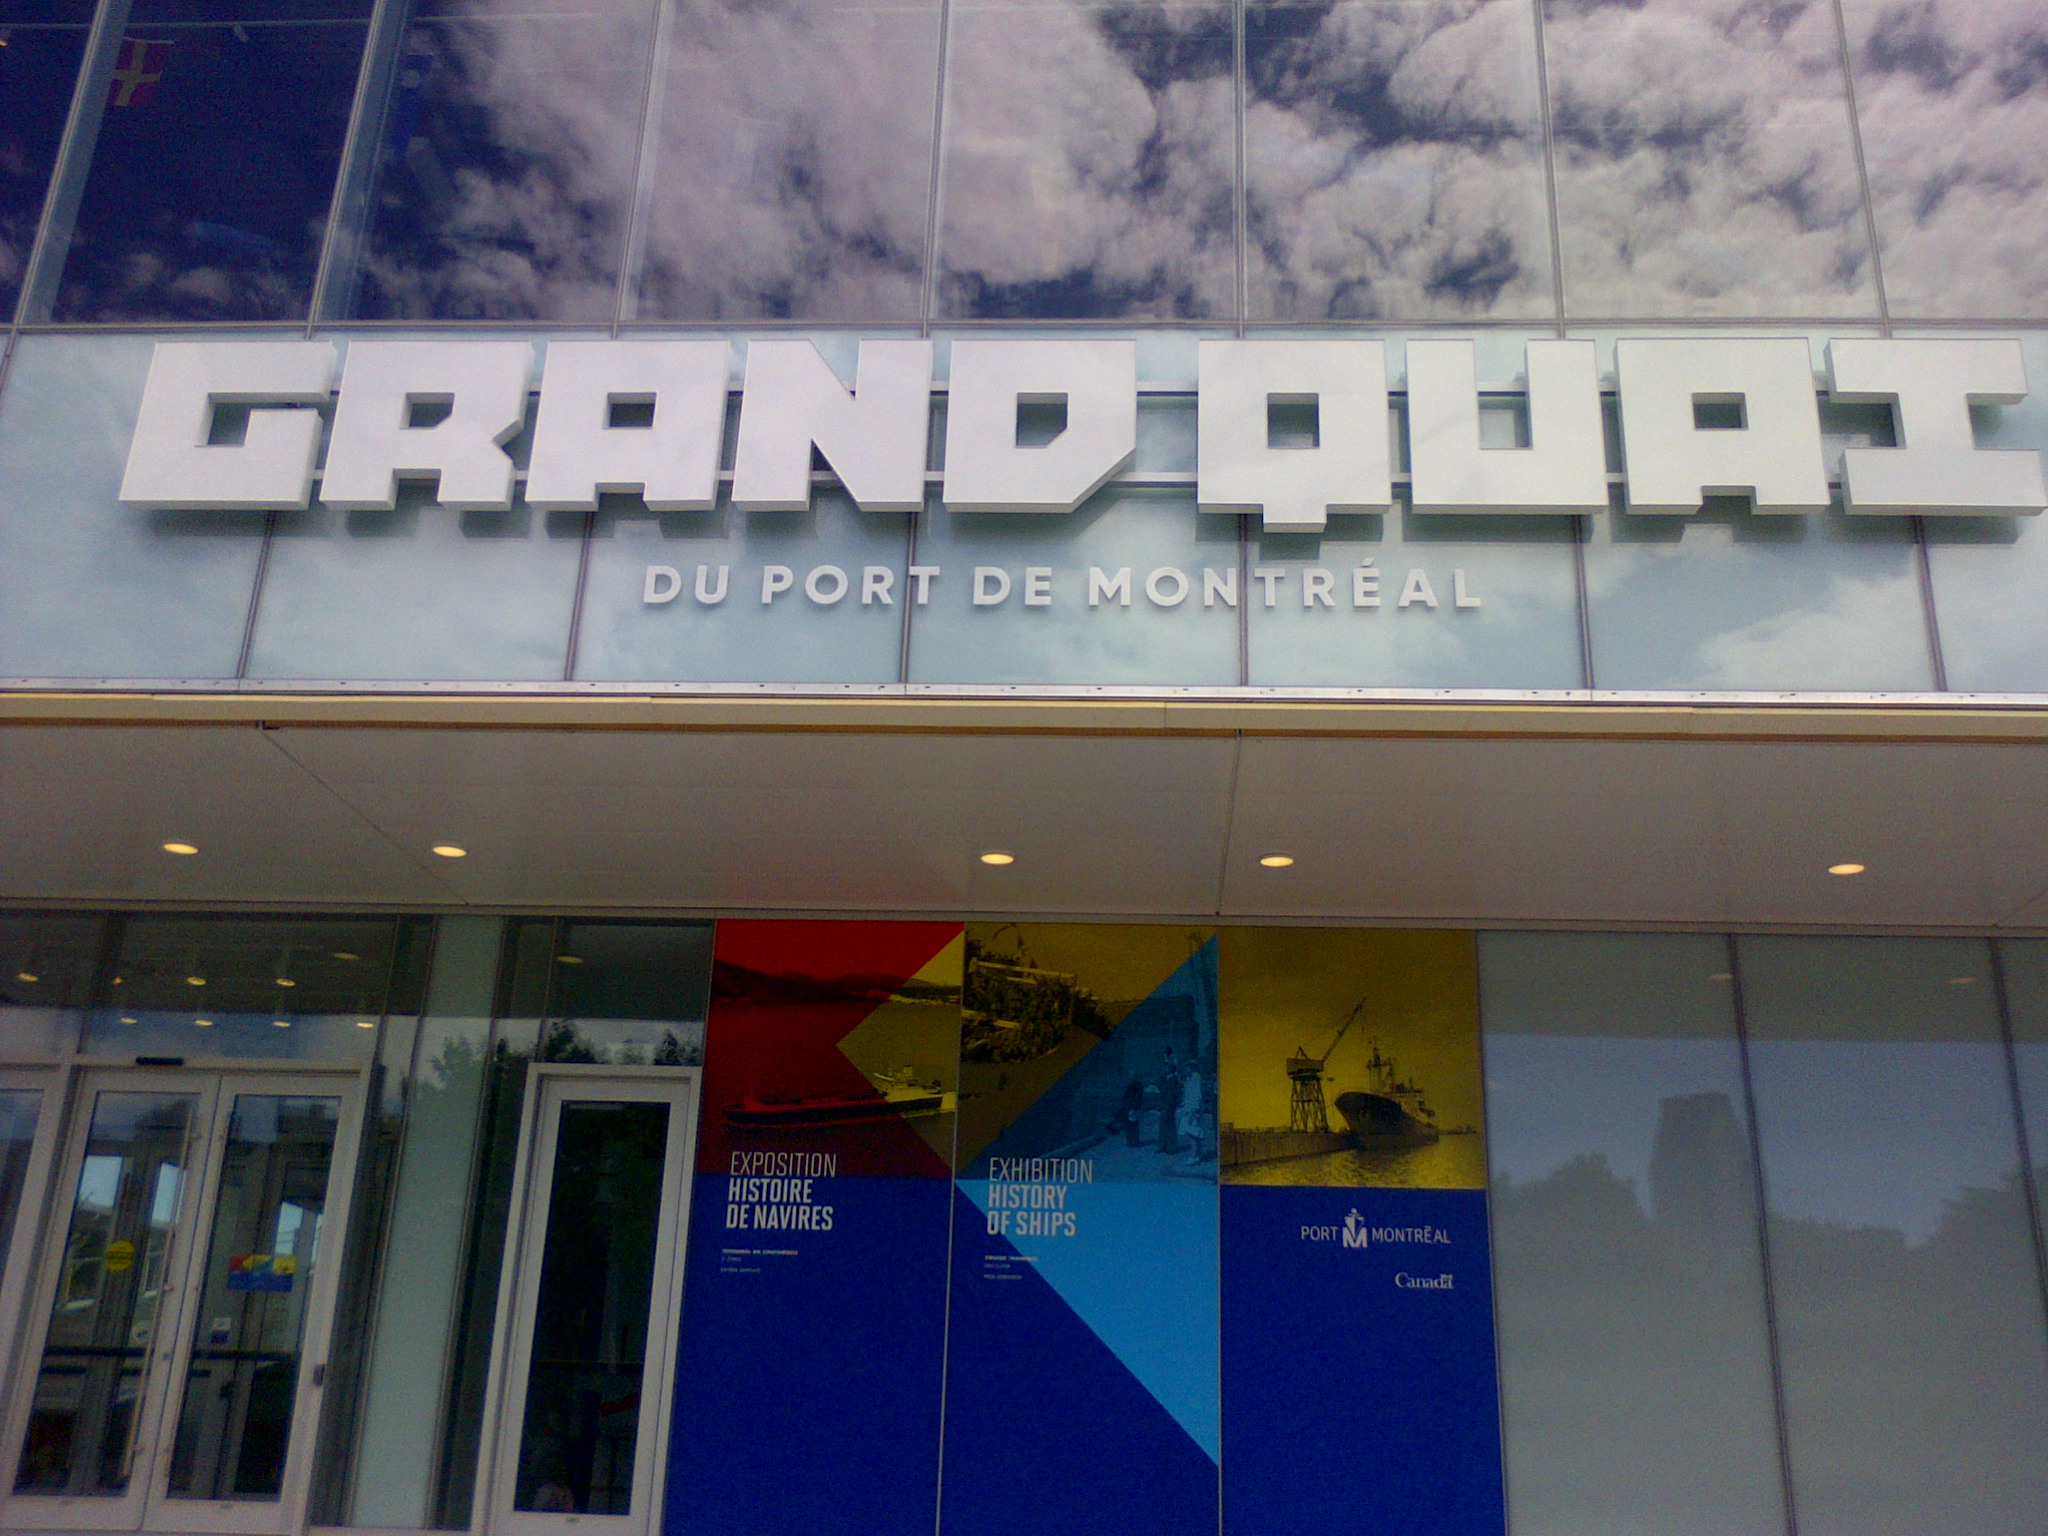 GRAND QUAI
DU PORT DE MONTRÉAL
EXPOSITION
HISTOIRE
DE NAVIRES
EXHIBITION
HISTORY
OF SHIPS
PORT MONTRÉAL
Canada